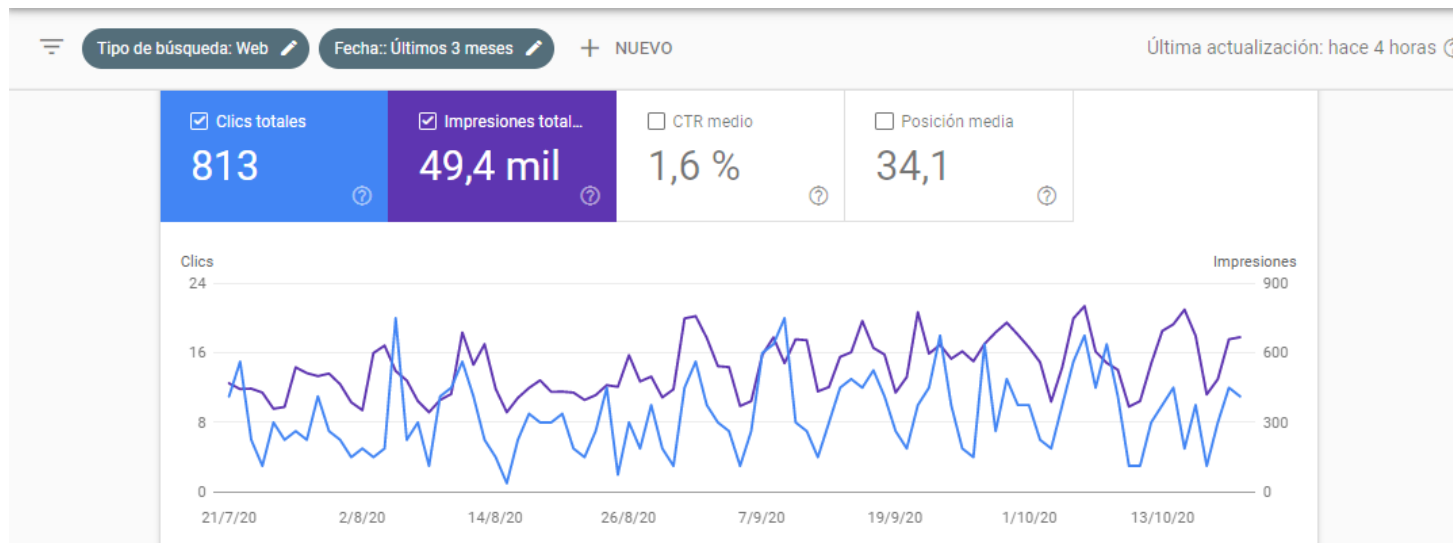 Tipo de búsqueda: Web
Fecha:: Últimos 3 meses
NUEVO
Última actualización: hace 4 horas
Clics totales
813
Impresiones total...
49,4 mil
CTR medio
1,6 %
Posición media
34,1
Clics
Impresiones
24
900
16
600
8
300
0
0
21/7/20 2/8/20 14/8/20 26/8/20 7/9/20 19/9/20 1/10/20 13/10/20